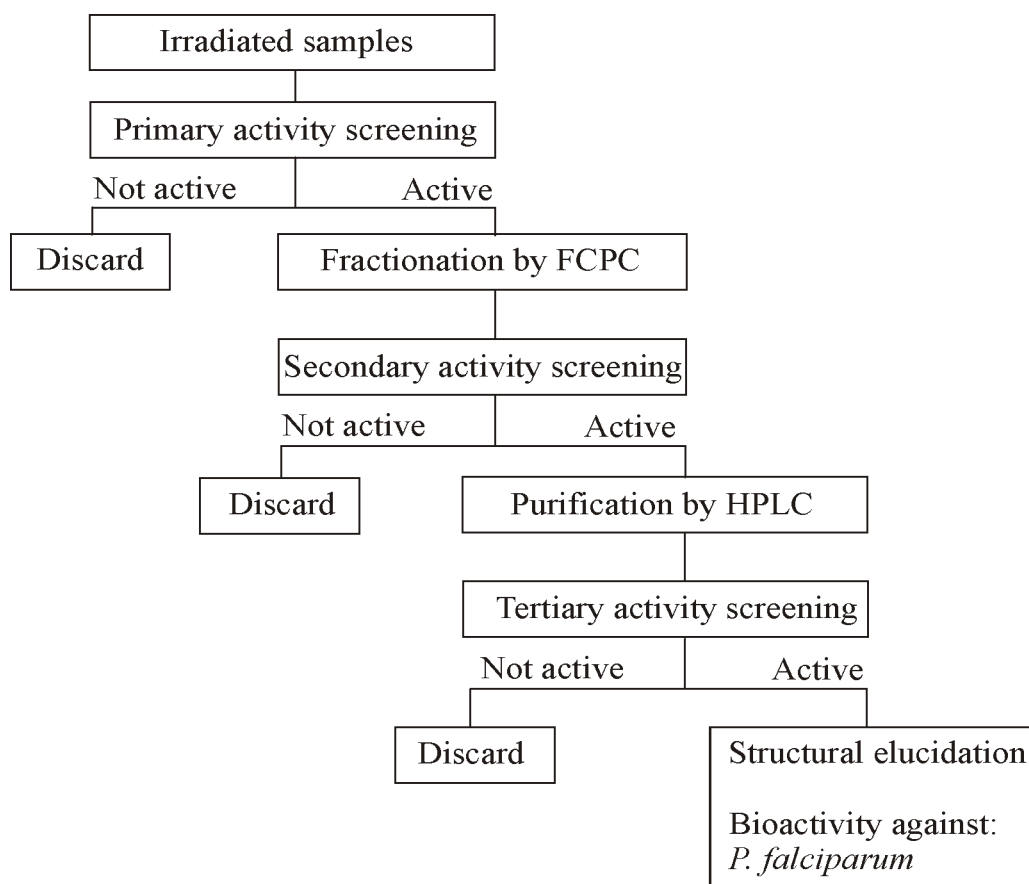 Irradiated samples
Primary activity screening
Not active
Active
Discard
Fractionation by FCPC
Secondary activity screening
Not active
Active
Discard
Purification by HPLC
Tertiary activity screening
Not active
Active
Discard
Structural elucidation
Bioactivity against:
P. falciparum